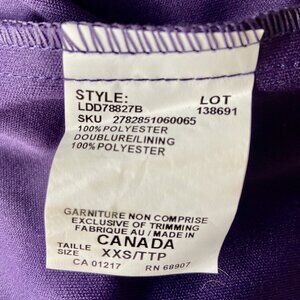 STYLE: LOT
LDD78827B 138691
SKU 2782851060065
100%POLYESTER
DOUBLURE/LINING
100%POLYESTER
GARNITURE NON COMPRISE
EXCLUSIVE OF TRIMMING
FABRIQUE AU / MADE IN
CANADA
TAILLE
SIZE XXS/TTP
CA 01217 RN 68907